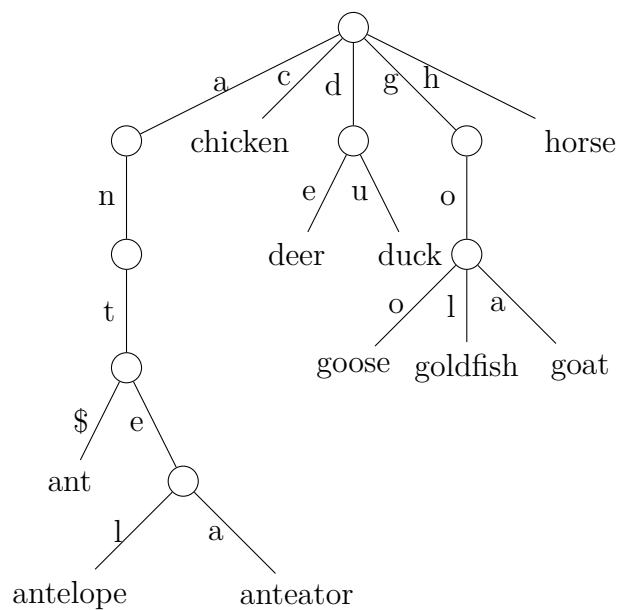 a c d g h
chicken horse
n e u o
deer duck
t o l a
goose goldfish goat
$ e
ant
l a
antelope anteator